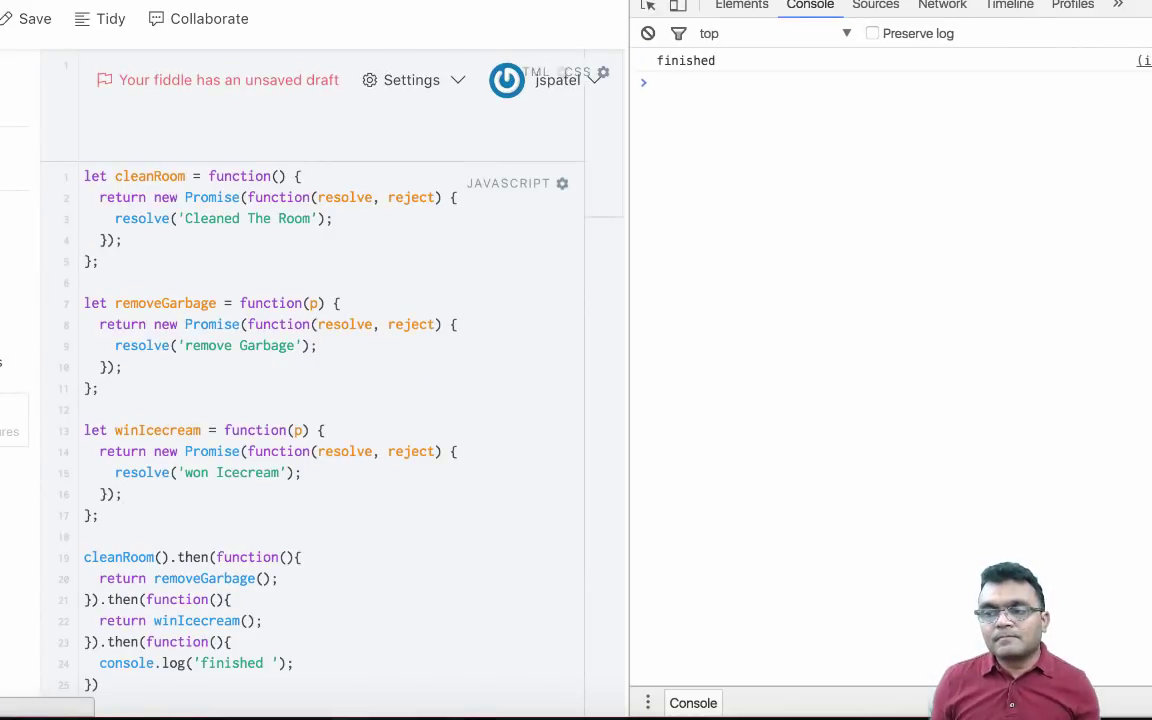 Save Tidy Collaborate
Your fiddle has an unsaved draft Settings jspatel
CSS
JAVASCRIPT
1
1 let cleanRoom = function() {
2 return new Promise(function(resolve, reject) {
3 resolve('Cleaned The Room');
4 });
5 };
6
7 let removeGarbage = function(p) {
8 return new Promise(function(resolve, reject) {
9 resolve('remove Garbage');
10 });
11 };
12
13 let winIcecream = function(p) {
14 return new Promise(function(resolve, reject) {
15 resolve('won Icecream');
16 });
17 };
18
19 cleanRoom().then(function(){
20 return removeGarbage();
21 }).then(function(){
22 return winIcecream();
23 }).then(function(){
24 console.log('finished ');
25 })
Elements Console Sources Network Timeline Profiles »
top Preserve log
finished (i
>
Console